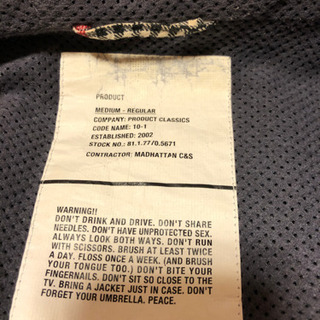 PRODUCT
MEDIUM - REGULAR
COMPANY: PRODUCT CLASSICS
CODE NAME: 10-1
ESTABLISHED: 2002
STOCK NO.: 81.1.77/0.5671
CONTRACTOR: MADHATTAN C&S
WARNING!!
DON'T DRINK AND DRIVE. DON'T SHARE
NEEDLES. DON'T HAVE UNPROTECTED SEX.
ALWAYS LOOK BOTH WAYS. DON'T RUN
WITH SCISSORS. BRUSH AT LEAST TWICE
A DAY. FLOSS ONCE A WEEK. (AND BRUSH
YOUR TONGUE TOO.) DON'T BITE YOUR
FINGERNAILS. DON'T SIT SO CLOSE TO THE
TV. BRING A JACKET JUST IN CASE. DON'T
FORGET YOUR UMBRELLA. PEACE.